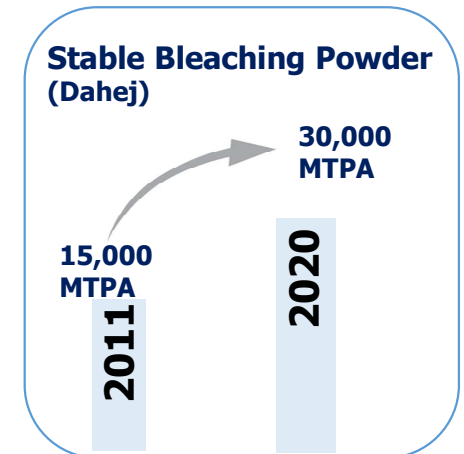 Stable Bleaching Powder
(Dahej)
30,000
MTPA
15,000
MTPA
2011
2020